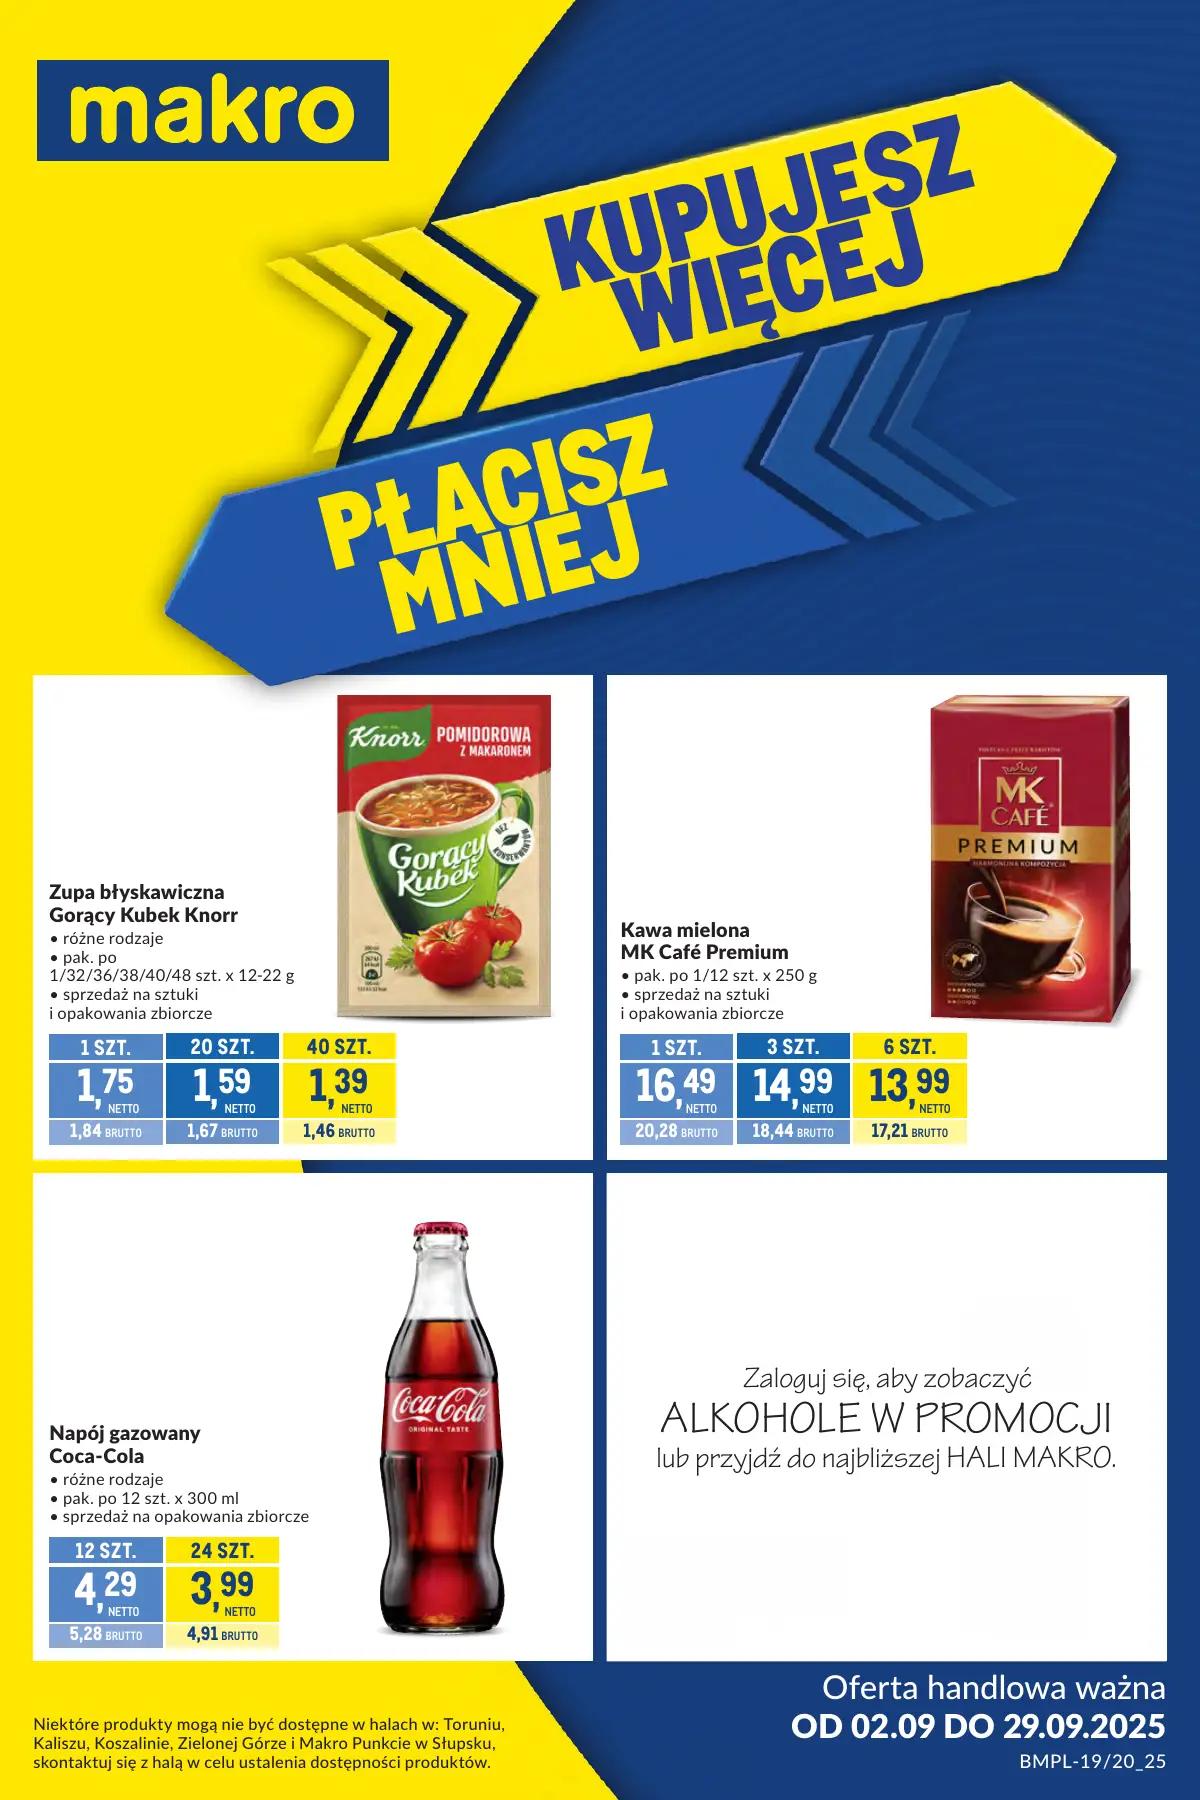 makro
KUPUJESZ
WIĘCEJ
PŁACISZ
MNIEJ
Knorr
POMIDOROWA
Z MAKARONEM
BEZ
KONSERWANTÓW
Gorący
Kubek
Zupa błyskawiczna
Gorący Kubek Knorr
• różne rodzaje
• pak. po
1/32/36/38/40/48 szt. x 12-22 g
• sprzedaż na sztuki
i opakowania zbiorcze
1 SZT. 20 SZT. 40 SZT.
1,75 NETTO 1,59 NETTO 1,39 NETTO
1,84 BRUTTO 1,67 BRUTTO 1,46 BRUTTO
MK
CAFÉ
PREMIUM
HARMONIJNA KOMPOZYCJA
Kawa mielona
MK Café Premium
• pak. po 1/12 szt. x 250 g
• sprzedaż na sztuki
i opakowania zbiorcze
1 SZT. 3 SZT. 6 SZT.
16,49 NETTO 14,99 NETTO 13,99 NETTO
20,28 BRUTTO 18,44 BRUTTO 17,21 BRUTTO
Coca-Cola
ORIGINAL TASTE
Napój gazowany
Coca-Cola
• różne rodzaje
• pak. po 12 szt. x 300 ml
• sprzedaż na opakowania zbiorcze
12 SZT. 24 SZT.
4,29 NETTO 3,99 NETTO
5,28 BRUTTO 4,91 BRUTTO
Zaloguj się, aby zobaczyć
ALKOHOLE W PROMOCJI
lub przyjdź do najbliższej HALI MAKRO.
Niektóre produkty mogą nie być dostępne w halach w: Toruniu,
Kaliszu, Koszalinie, Zielonej Górze i Makro Punkcie w Słupsku,
skontaktuj się z halą w celu ustalenia dostępności produktów.
Oferta handlowa ważna
OD 02.09 DO 29.09.2025
BMPL-19/20_25